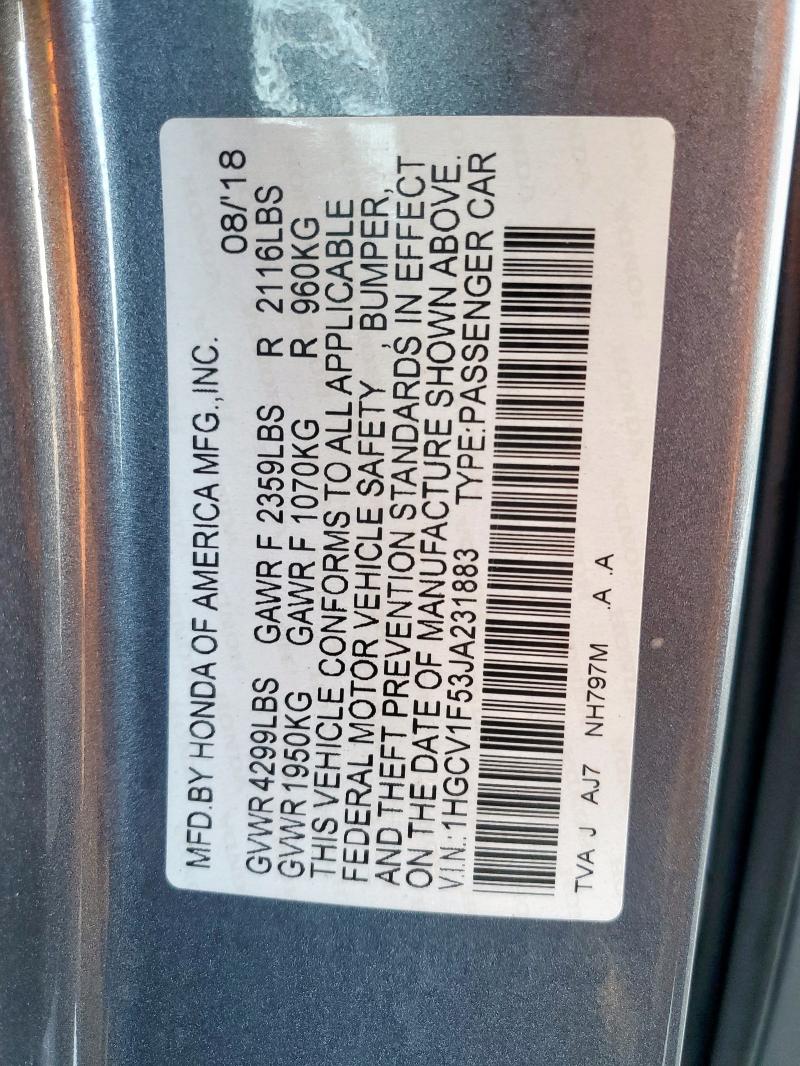 MFD.BY HONDA OF AMERICA MFG.,INC.
08/'18
GVWR 4299LBS GAWR F 2359LBS R 2116LBS
GVWR 1950KG GAWR F 1070KG R 960KG
THIS VEHICLE CONFORMS TO ALL APPLICABLE
FEDERAL MOTOR VEHICLE SAFETY, BUMPER,
AND THEFT PREVENTION STANDARDS IN EFFECT
ON THE DATE OF MANUFACTURE SHOWN ABOVE.
V.I.N.:1HGCV1F53JA231883 TYPE:PASSENGER CAR
TVA J AJ7 NH797M .A .A